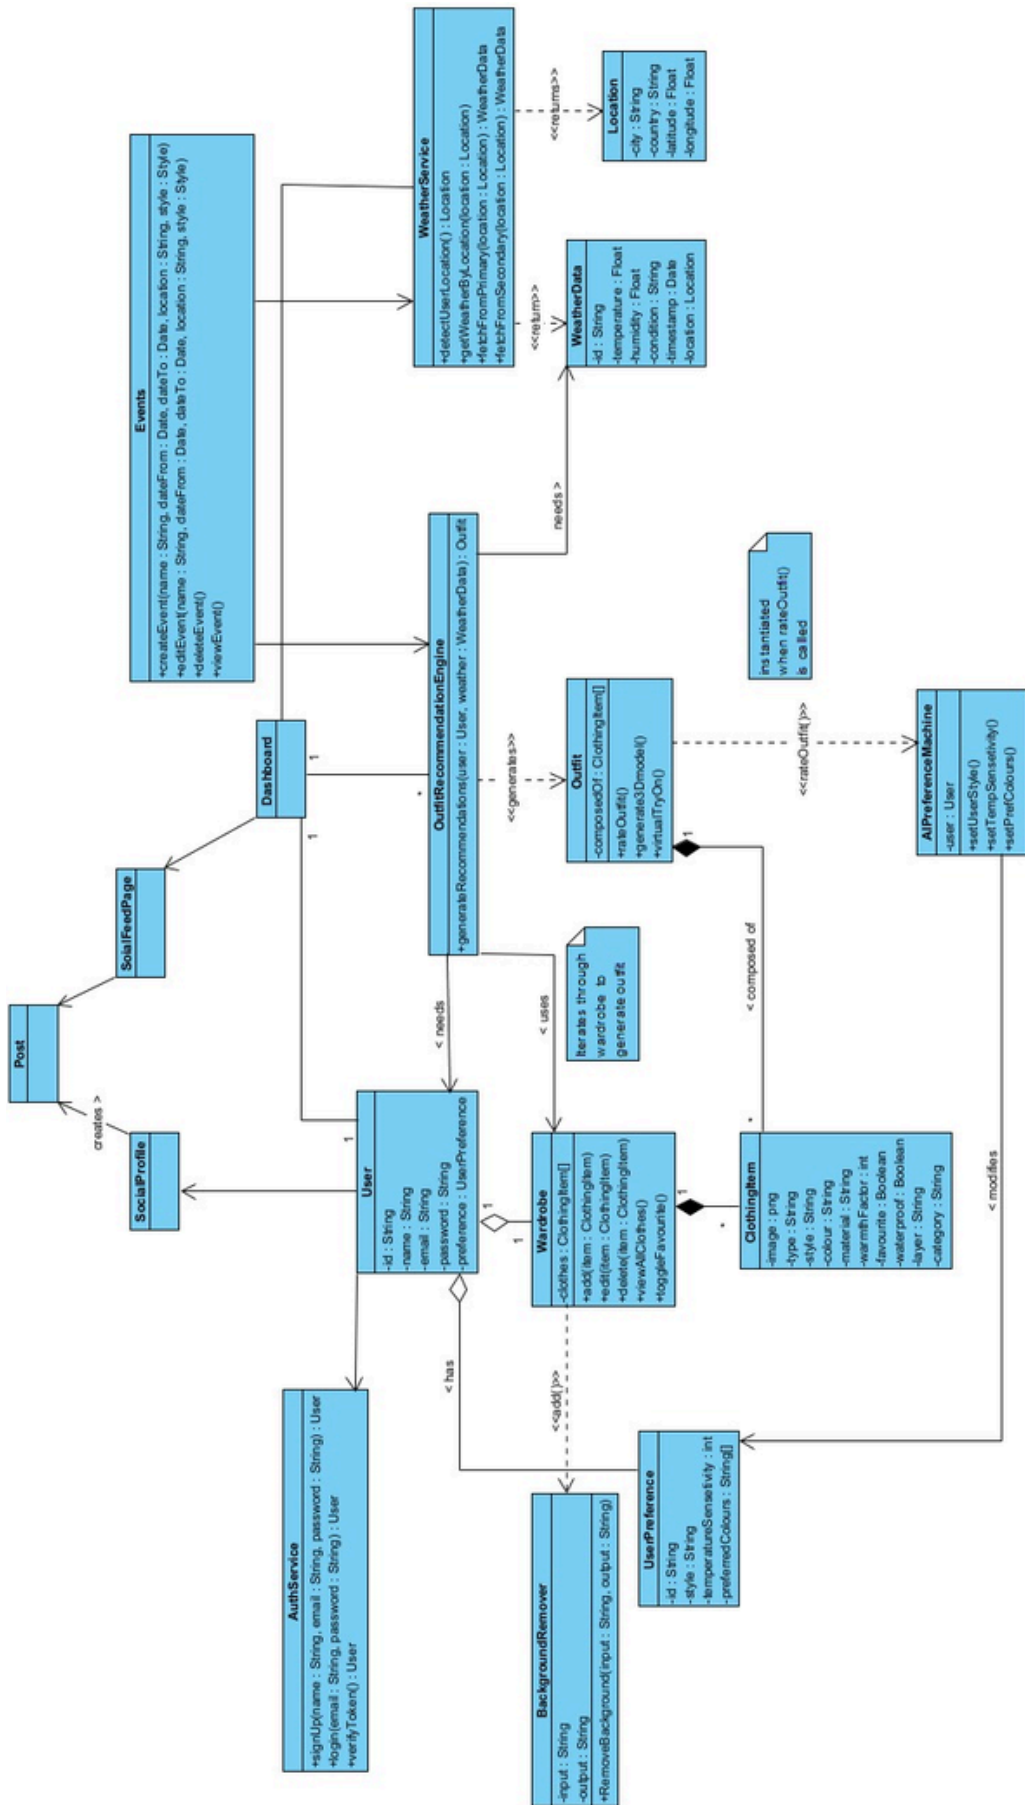 Post
creates >
SocialProfile
SoialFeedPage
Dashboard
1
1
1
*
Events
+createEvent(name : String, dateFrom : Date, dateTo : Date, location : String, style : Style)
+editEvent(name : String, dateFrom : Date, dateTo : Date, location : String, style : Style)
+deleteEvent()
+viewEvent()
AuthService
+signUp(name : String, email : String, password : String) : User
+login(email : String, password : String) : User
+verifyToken() : User
User
-id : String
-name : String
-email : String
-password : String
-preference : UserPreference
< needs
OutfitRecommendationEngine
+generateRecommendations(user : User, weather : WeatherData) : Outfit
WeatherService
+detectUserLocation() : Location
+getWeatherByLocation(location : Location)
+fetchFromPrimary(location : Location) : WeatherData
+fetchFromSecondary(location : Location) : WeatherData
< has
1
1
< uses
<<generates>>
needs >
<<return>>
<<returns>>
BackgroundRemover
-input : String
-output : String
+RemoveBackground(input : String, output : String)
<<add()>>
Wardrobe
-clothes : ClothingItem[]
+add(item : ClothingItem)
+edit(item : ClothingItem)
+delete(item : ClothingItem)
+viewAllClothes()
+toggleFavourite()
Iterates through
wardrobe to
generate outfit
Outfit
-composedOf : ClothingItem[]
+rateOutfit()
+generate3Dmodel()
+virtualTryOn()
WeatherData
-id : String
-temperature : Float
-humidity : Float
-condition : String
-timestamp : Date
-location : Location
Location
-city : String
-country : String
-latitude : Float
-longitude : Float
1
*
1
*
< composed of
UserPreference
-id : String
-style : String
-temperatureSensetivity : int
-preferredColours : String[]
ClothingItem
-image : png
-type : String
-style : String
-colour : String
-material : String
-warmthFactor : int
-favourite : Boolean
-waterproof : Boolean
-layer : String
-category : String
instantiated
when rateOutfit()
is called
<<rateOutfit()>>
< modifies
AIPreferenceMachine
-user : User
+setUserStyle()
+setTempSensetivity()
+setPrefColours()